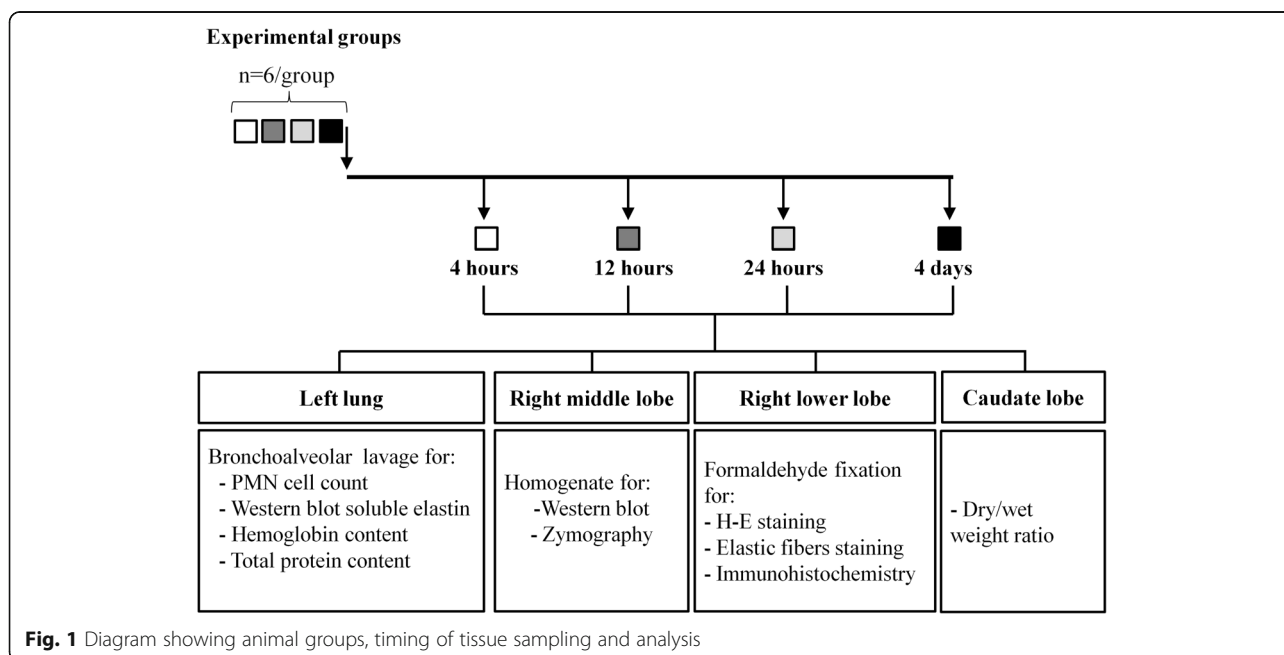 Experimental groups
n=6/group
4 hours
12 hours
24 hours
4 days
Left lung
Right middle lobe
Right lower lobe
Caudate lobe
Bronchoalveolar lavage for:
- PMN cell count
- Western blot soluble elastin
- Hemoglobin content
- Total protein content
Homogenate for:
-Western blot
- Zymography
Formaldehyde fixation
for:
- H-E staining
- Elastic fibers staining
- Immunohistochemistry
- Dry/wet
weight ratio
Fig. 1 Diagram showing animal groups, timing of tissue sampling and analysis